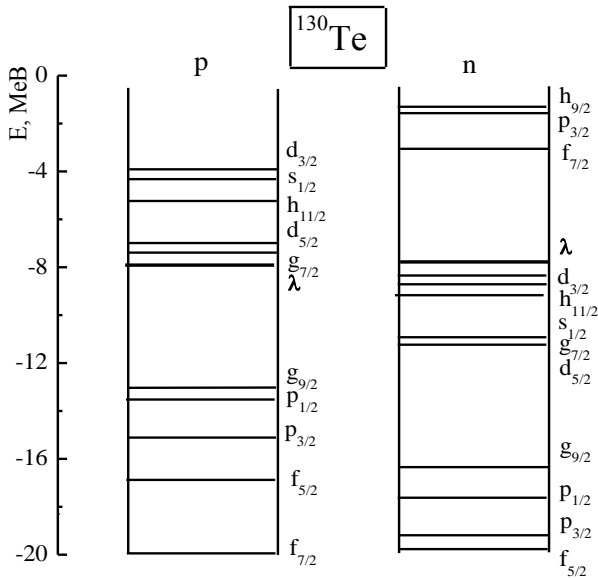 ¹³⁰Te
p
n
E, MeB
0
-4
-8
-12
-16
-20
d₃/₂
s₁/₂
h₁₁/₂
d₅/₂
g₇/₂
λ
g₉/₂
p₁/₂
p₃/₂
f₅/₂
f₇/₂
h₉/₂
p₃/₂
f₇/₂
λ
d₃/₂
h₁₁/₂
s₁/₂
g₇/₂
d₅/₂
g₉/₂
p₁/₂
p₃/₂
f₅/₂